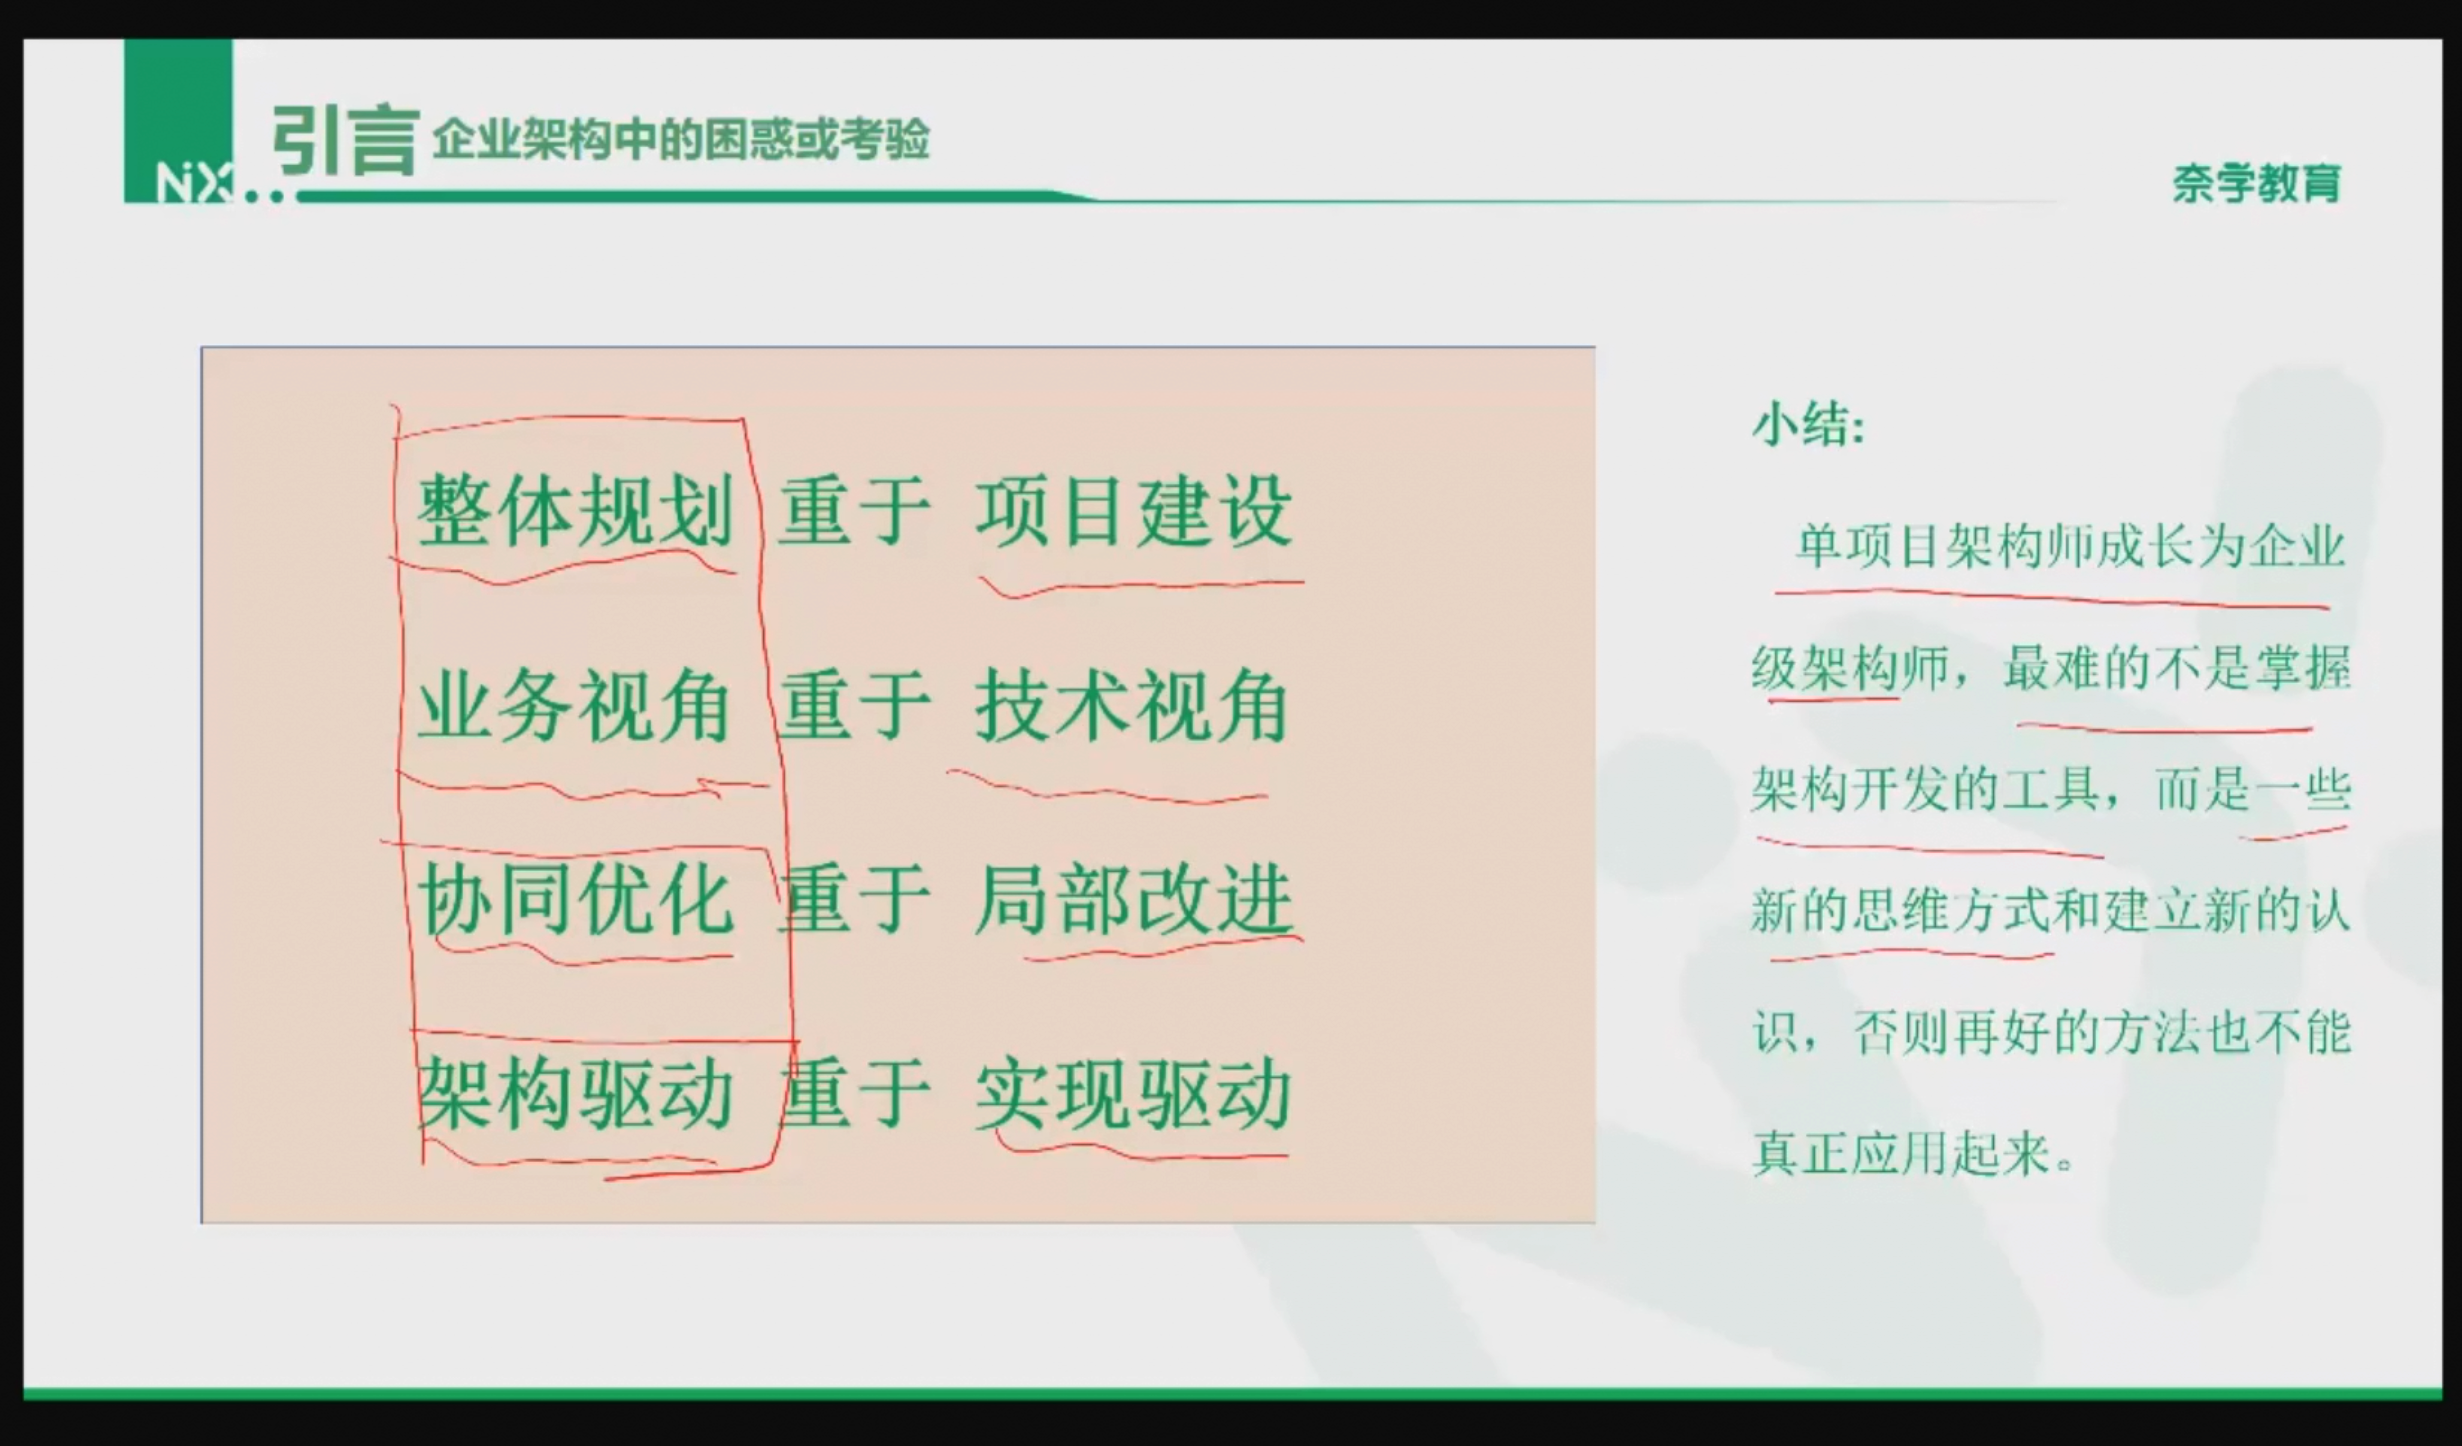 引言 企业架构中的困惑或考验
NX
奈学教育
整体规划 重于 项目建设
业务视角 重于 技术视角
协同优化 重于 局部改进
架构驱动 重于 实现驱动
小结:
单项目架构师成长为企业
级架构师，最难的不是掌握
架构开发的工具，而是一些
新的思维方式和建立新的认
识，否则再好的方法也不能
真正应用起来。